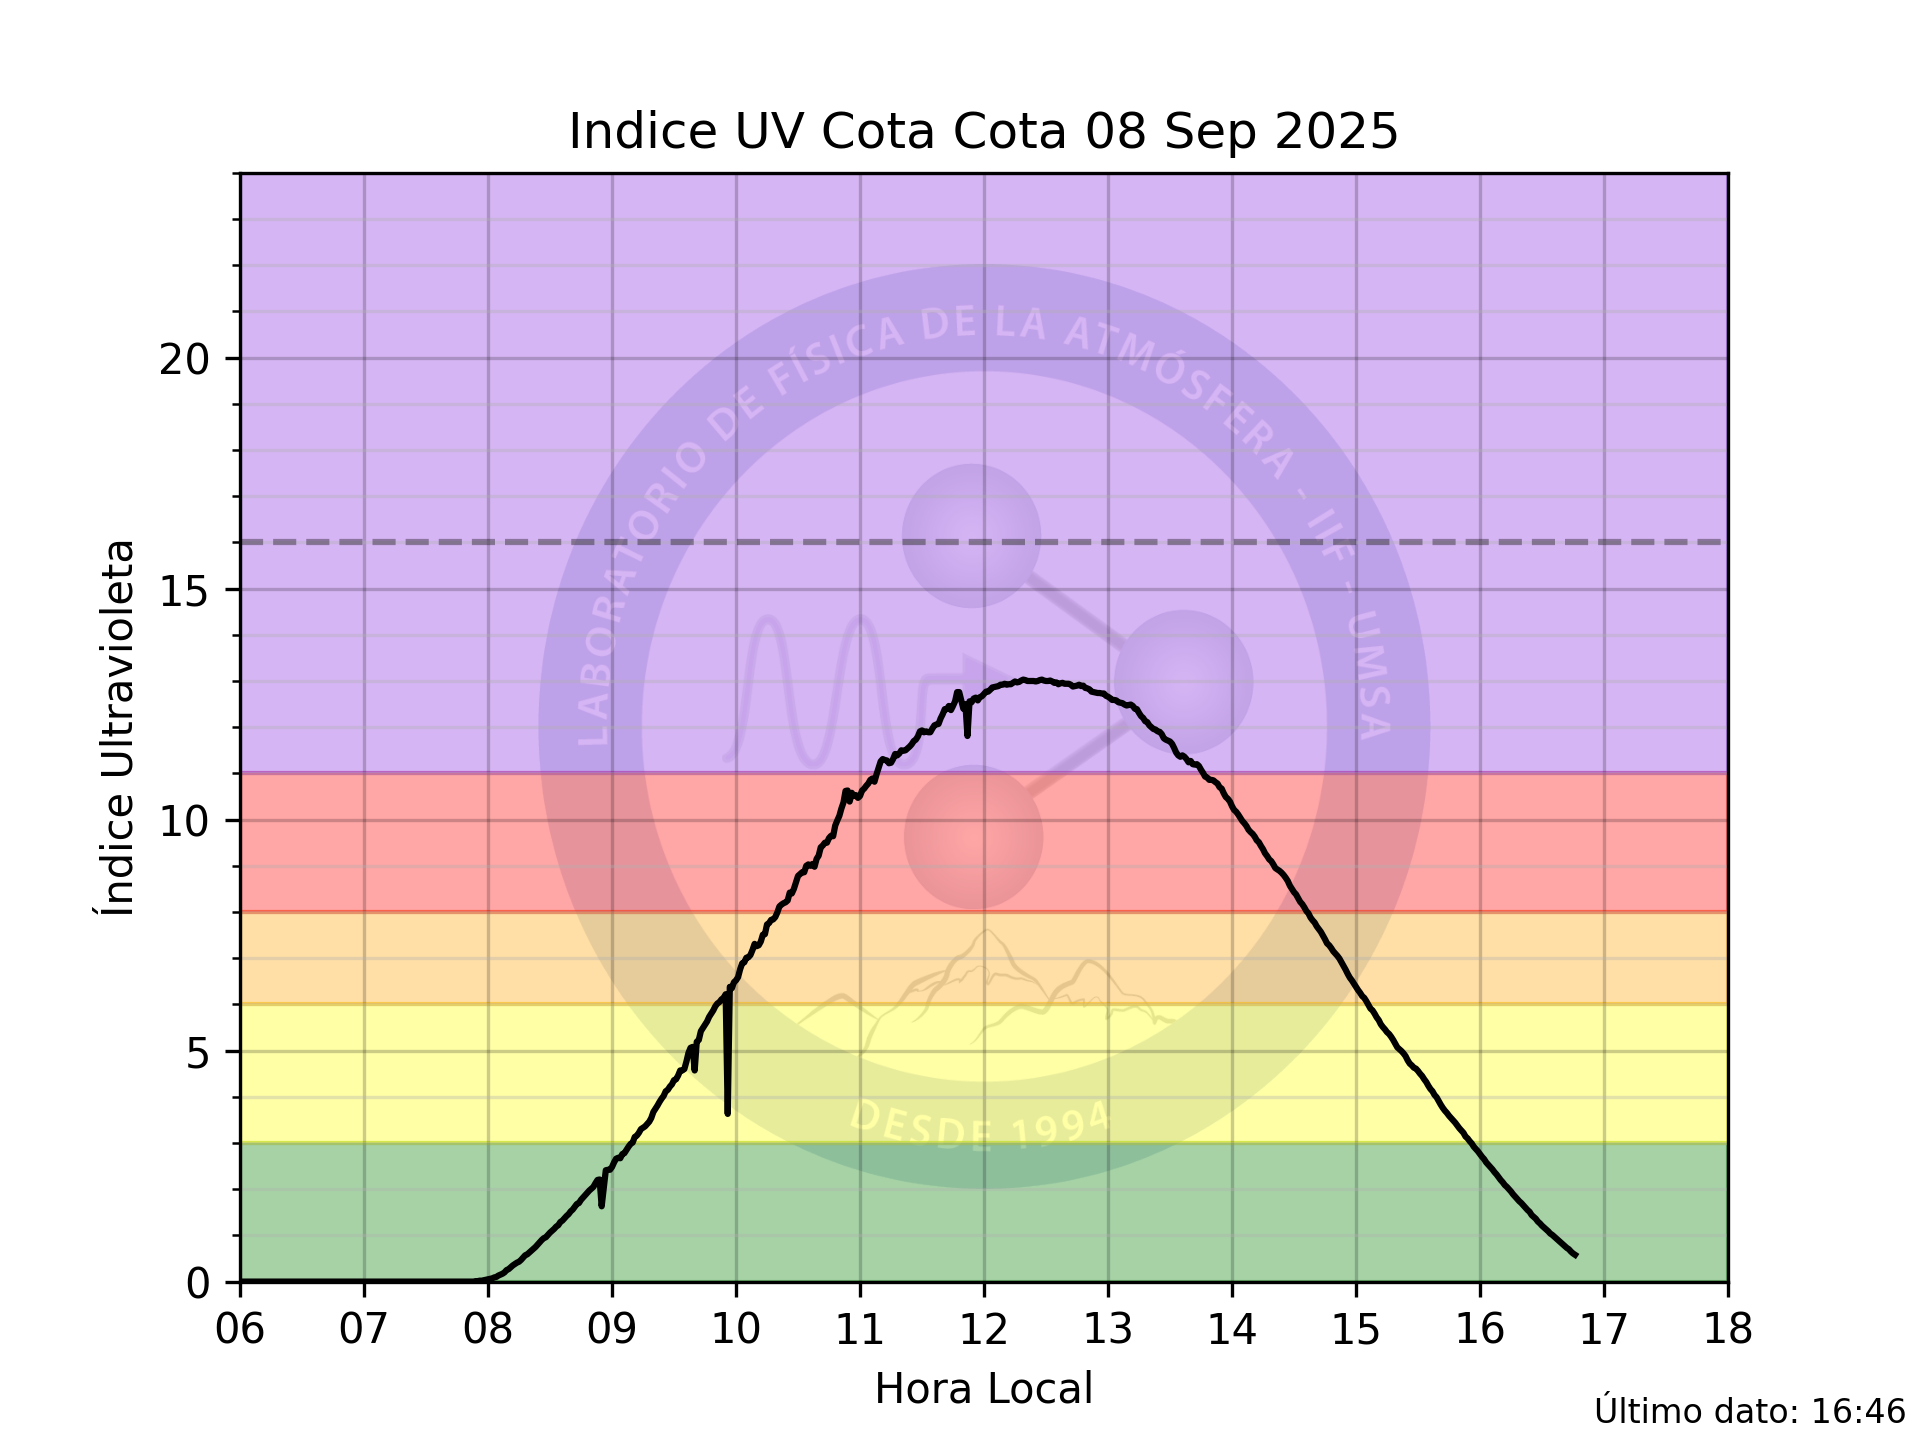 Indice UV Cota Cota 08 Sep 2025
Índice Ultravioleta
20
15
10
5
0
LABORATORIO DE FÍSICA DE LA ATMÓSFERA - IIF - UMSA
DESDE 1994
06 07 08 09 10 11 12 13 14 15 16 17 18
Hora Local
Último dato: 16:46